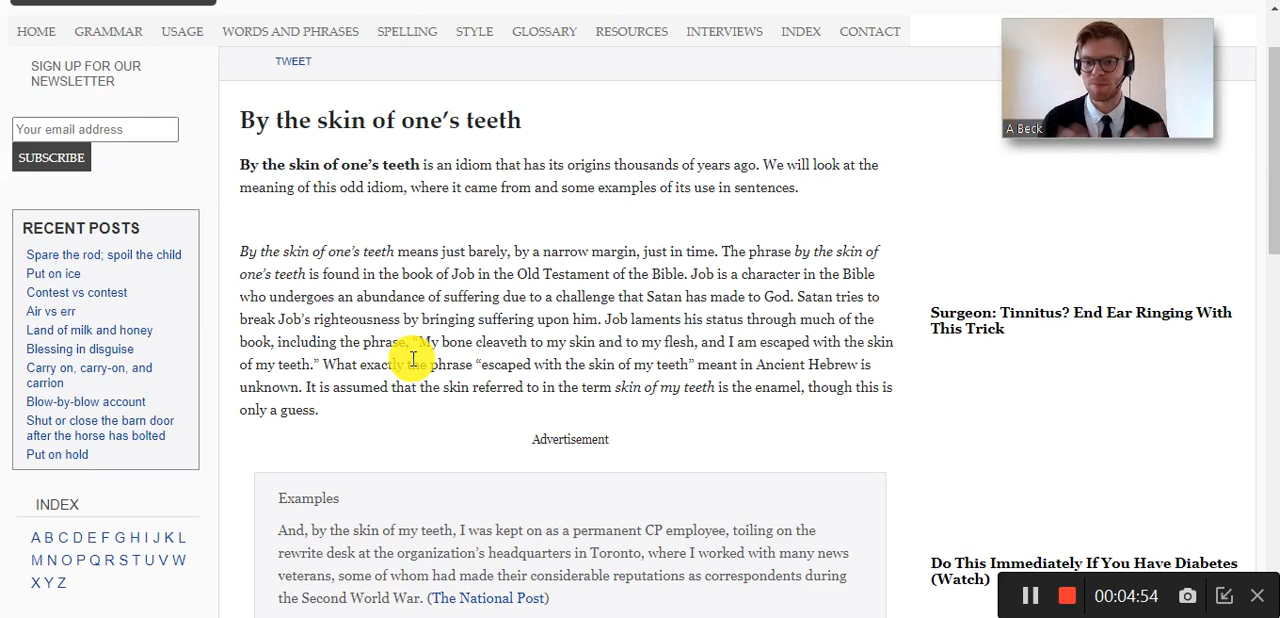 HOME GRAMMAR USAGE WORDS AND PHRASES SPELLING STYLE GLOSSARY RESOURCES INTERVIEWS INDEX CONTACT
SIGN UP FOR OUR
NEWSLETTER
Your email address
SUBSCRIBE
RECENT POSTS
Spare the rod; spoil the child
Put on ice
Contest vs contest
Air vs err
Land of milk and honey
Blessing in disguise
Carry on, carry-on, and
carrion
Blow-by-blow account
Shut or close the barn door
after the horse has bolted
Put on hold
INDEX
A B C D E F G H I J K L
M N O P Q R S T U V W
X Y Z
TWEET
By the skin of one's teeth
By the skin of one's teeth is an idiom that has its origins thousands of years ago. We will look at the
meaning of this odd idiom, where it came from and some examples of its use in sentences.
By the skin of one's teeth means just barely, by a narrow margin, just in time. The phrase by the skin of
one's teeth is found in the book of Job in the Old Testament of the Bible. Job is a character in the Bible
who undergoes an abundance of suffering due to a challenge that Satan has made to God. Satan tries to
break Job's righteousness by bringing suffering upon him. Job laments his status through much of the
book, including the phrase, “My bone cleaveth to my skin and to my flesh, and I am escaped with the skin
of my teeth.” What exactly the phrase “escaped with the skin of my teeth” meant in Ancient Hebrew is
unknown. It is assumed that the skin referred to in the term skin of my teeth is the enamel, though this is
only a guess.
Advertisement
Examples
And, by the skin of my teeth, I was kept on as a permanent CP employee, toiling on the
rewrite desk at the organization's headquarters in Toronto, where I worked with many news
veterans, some of whom had made their considerable reputations as correspondents during
the Second World War. (The National Post)
A Beck
Surgeon: Tinnitus? End Ear Ringing With
This Trick
Do This Immediately If You Have Diabetes
(Watch)
00:04:54